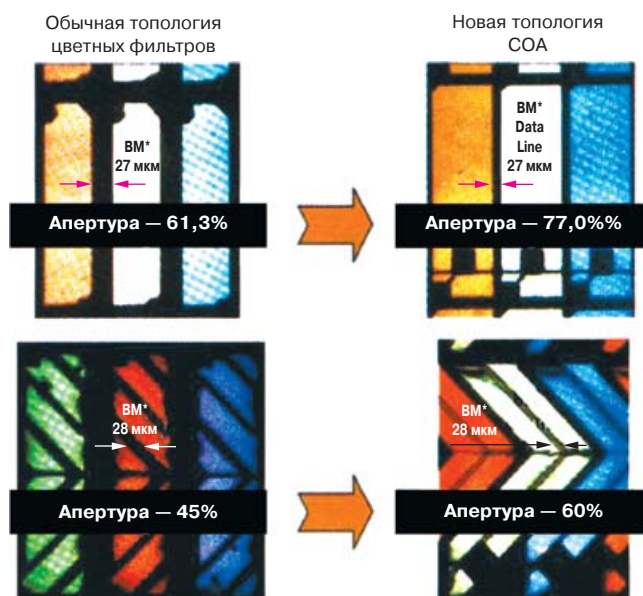 Обычная топология
цветных фильтров
Новая топология
COA
BM*
27 мкм
Апертура — 61,3%
BM*
Data
Line
27 мкм
Апертура — 77,0%%
BM*
28 мкм
Апертура — 45%
BM*
28 мкм
Апертура — 60%